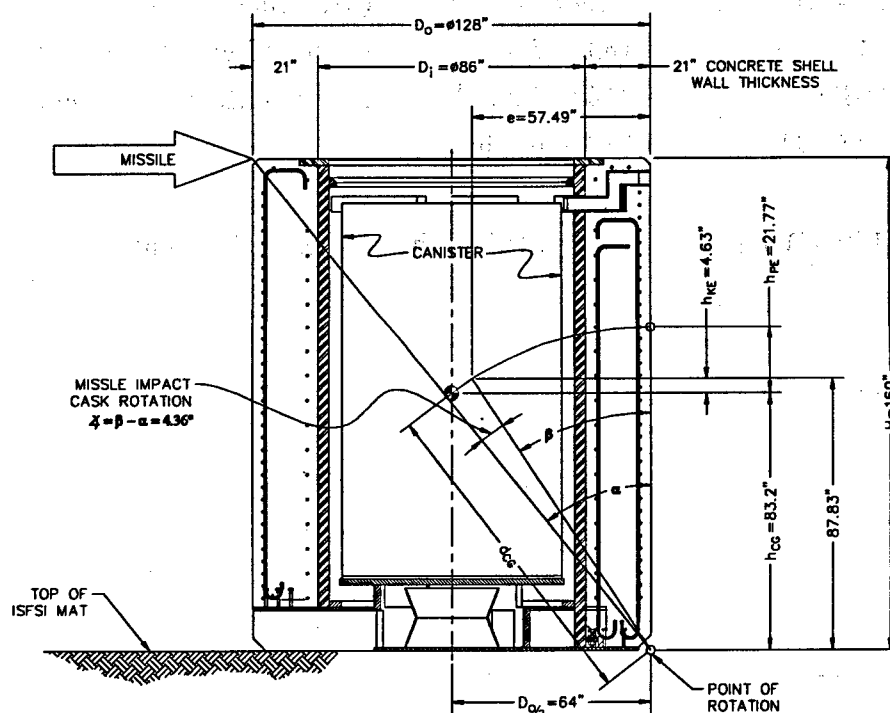 D₀=ø128"
21"
Dᵢ=ø86"
21" CONCRETE SHELL
WALL THICKNESS
e=57.49"
MISSILE
CANISTER
h_KE=4.63"
h_PE=21.77"
MISSLE IMPACT
CASK ROTATION
∡=β-α=4.36°
β
α
d_CG
h_CG=83.2"
87.83"
TOP OF
ISFSI MAT
POINT OF
ROTATION
D₀/₂=64"